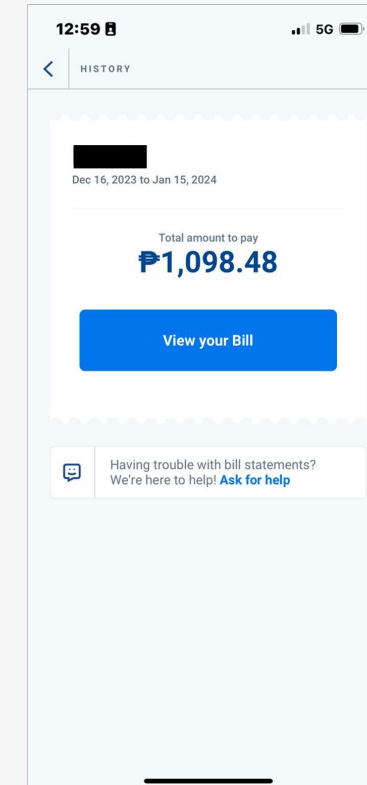 12:59
5G
HISTORY
Dec 16, 2023 to Jan 15, 2024
Total amount to pay
₱1,098.48
View your Bill
Having trouble with bill statements?
We're here to help! Ask for help